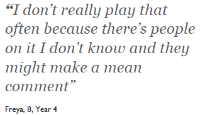 “I don’t really play that
often because there’s people
on it I don’t know and they
might make a mean
comment”
Freya, 8, Year 4